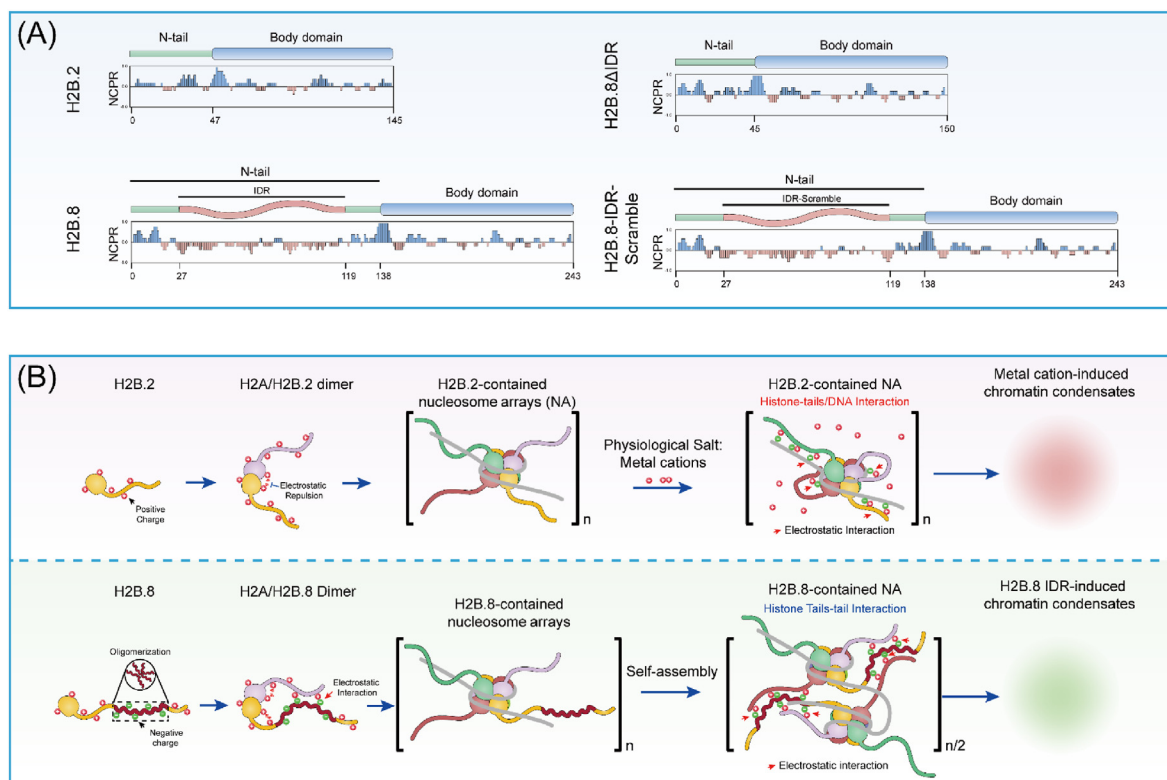 (A)
N-tail Body domain
H2B.2
NCPR
0 47 145
N-tail Body domain
H2B.8ΔIDR
NCPR
0 45 150
N-tail
IDR
Body domain
H2B.8
NCPR
0 27 119 138 243
N-tail
IDR-Scramble
Body domain
H2B.8-IDR-
Scramble
NCPR
0 27 119 138 243
(B)
H2B.2
Positive
Charge
H2A/H2B.2 dimer
Electrostatic
Repulsion
H2B.2-contained
nucleosome arrays (NA)
n
Physiological Salt:
Metal cations
H2B.2-contained NA
Histone-tails/DNA Interaction
Electrostatic Interaction
n
Metal cation-induced
chromatin condensates
H2B.8
Oligomerization
Negative
charge
H2A/H2B.8 Dimer
Electrostatic
Interaction
H2B.8-contained
nucleosome arrays
n
Self-assembly
H2B.8-contained NA
Histone Tails-tail Interaction
Electrostatic interaction
n/2
H2B.8 IDR-induced
chromatin condensates